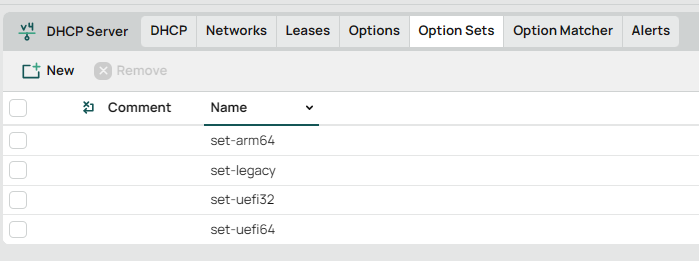 v4 DHCP Server DHCP Networks Leases Options Option Sets Option Matcher Alerts
New Remove
Comment Name
set-arm64
set-legacy
set-uefi32
set-uefi64